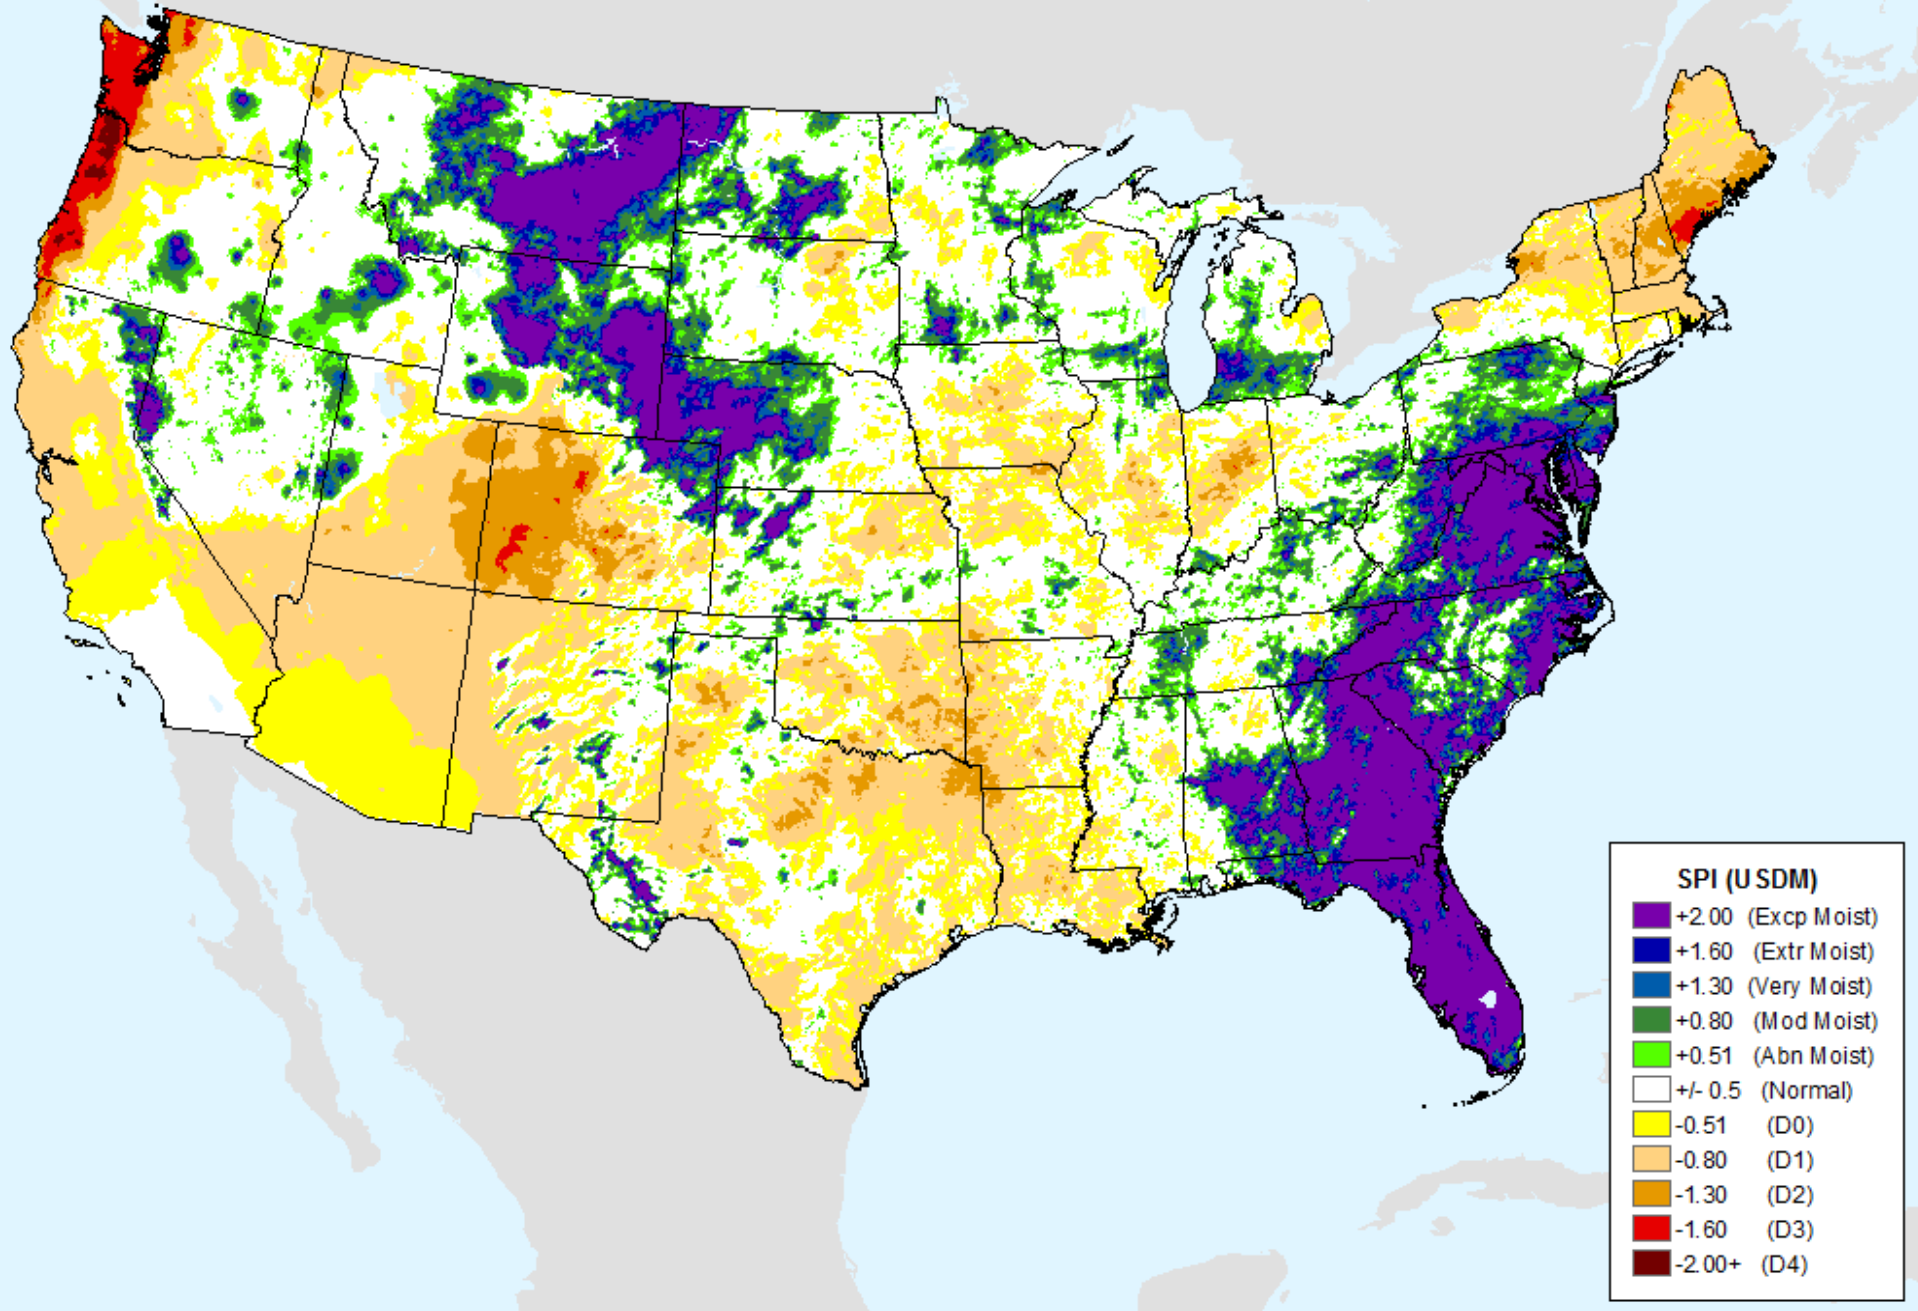 SPI (USDM)
+2.00 (Excp Moist)
+1.60 (Extr Moist)
+1.30 (Very Moist)
+0.80 (Mod Moist)
+0.51 (Abn Moist)
+/- 0.5 (Normal)
-0.51 (D0)
-0.80 (D1)
-1.30 (D2)
-1.60 (D3)
-2.00+ (D4)